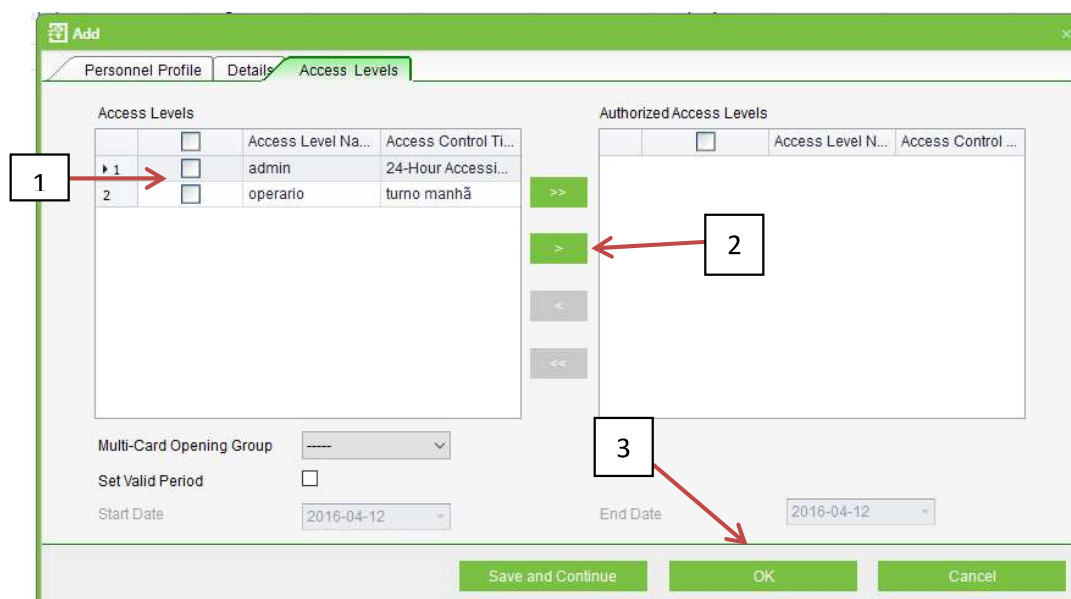 Add
Personnel Profile Details Access Levels
Access Levels Authorized Access Levels
Access Level Na... Access Control Ti... Access Level N... Access Control ...
1 admin 24-Hour Accessi...
2 operario turno manhã
1
>>
>
2
<
<<
Multi-Card Opening Group -----
3
Set Valid Period
Start Date 2016-04-12 End Date 2016-04-12
Save and Continue OK Cancel